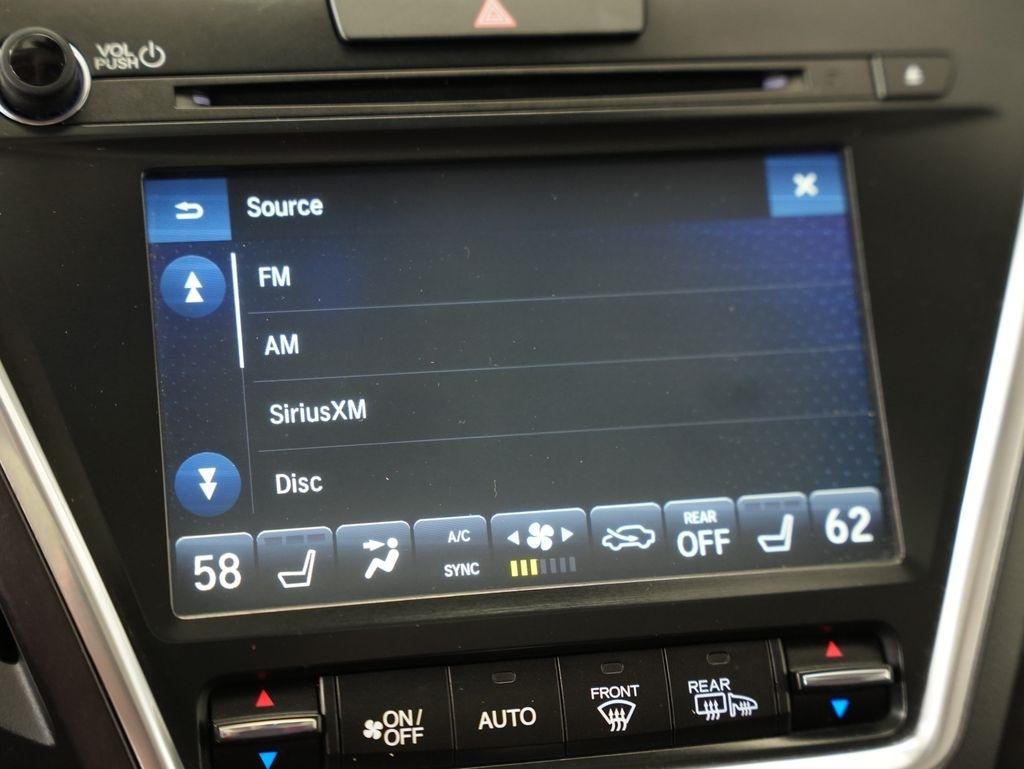 VOL
PUSH
Source
FM
AM
SiriusXM
Disc
58
A/C
SYNC
REAR
OFF
62
ON/
OFF
AUTO
FRONT
REAR